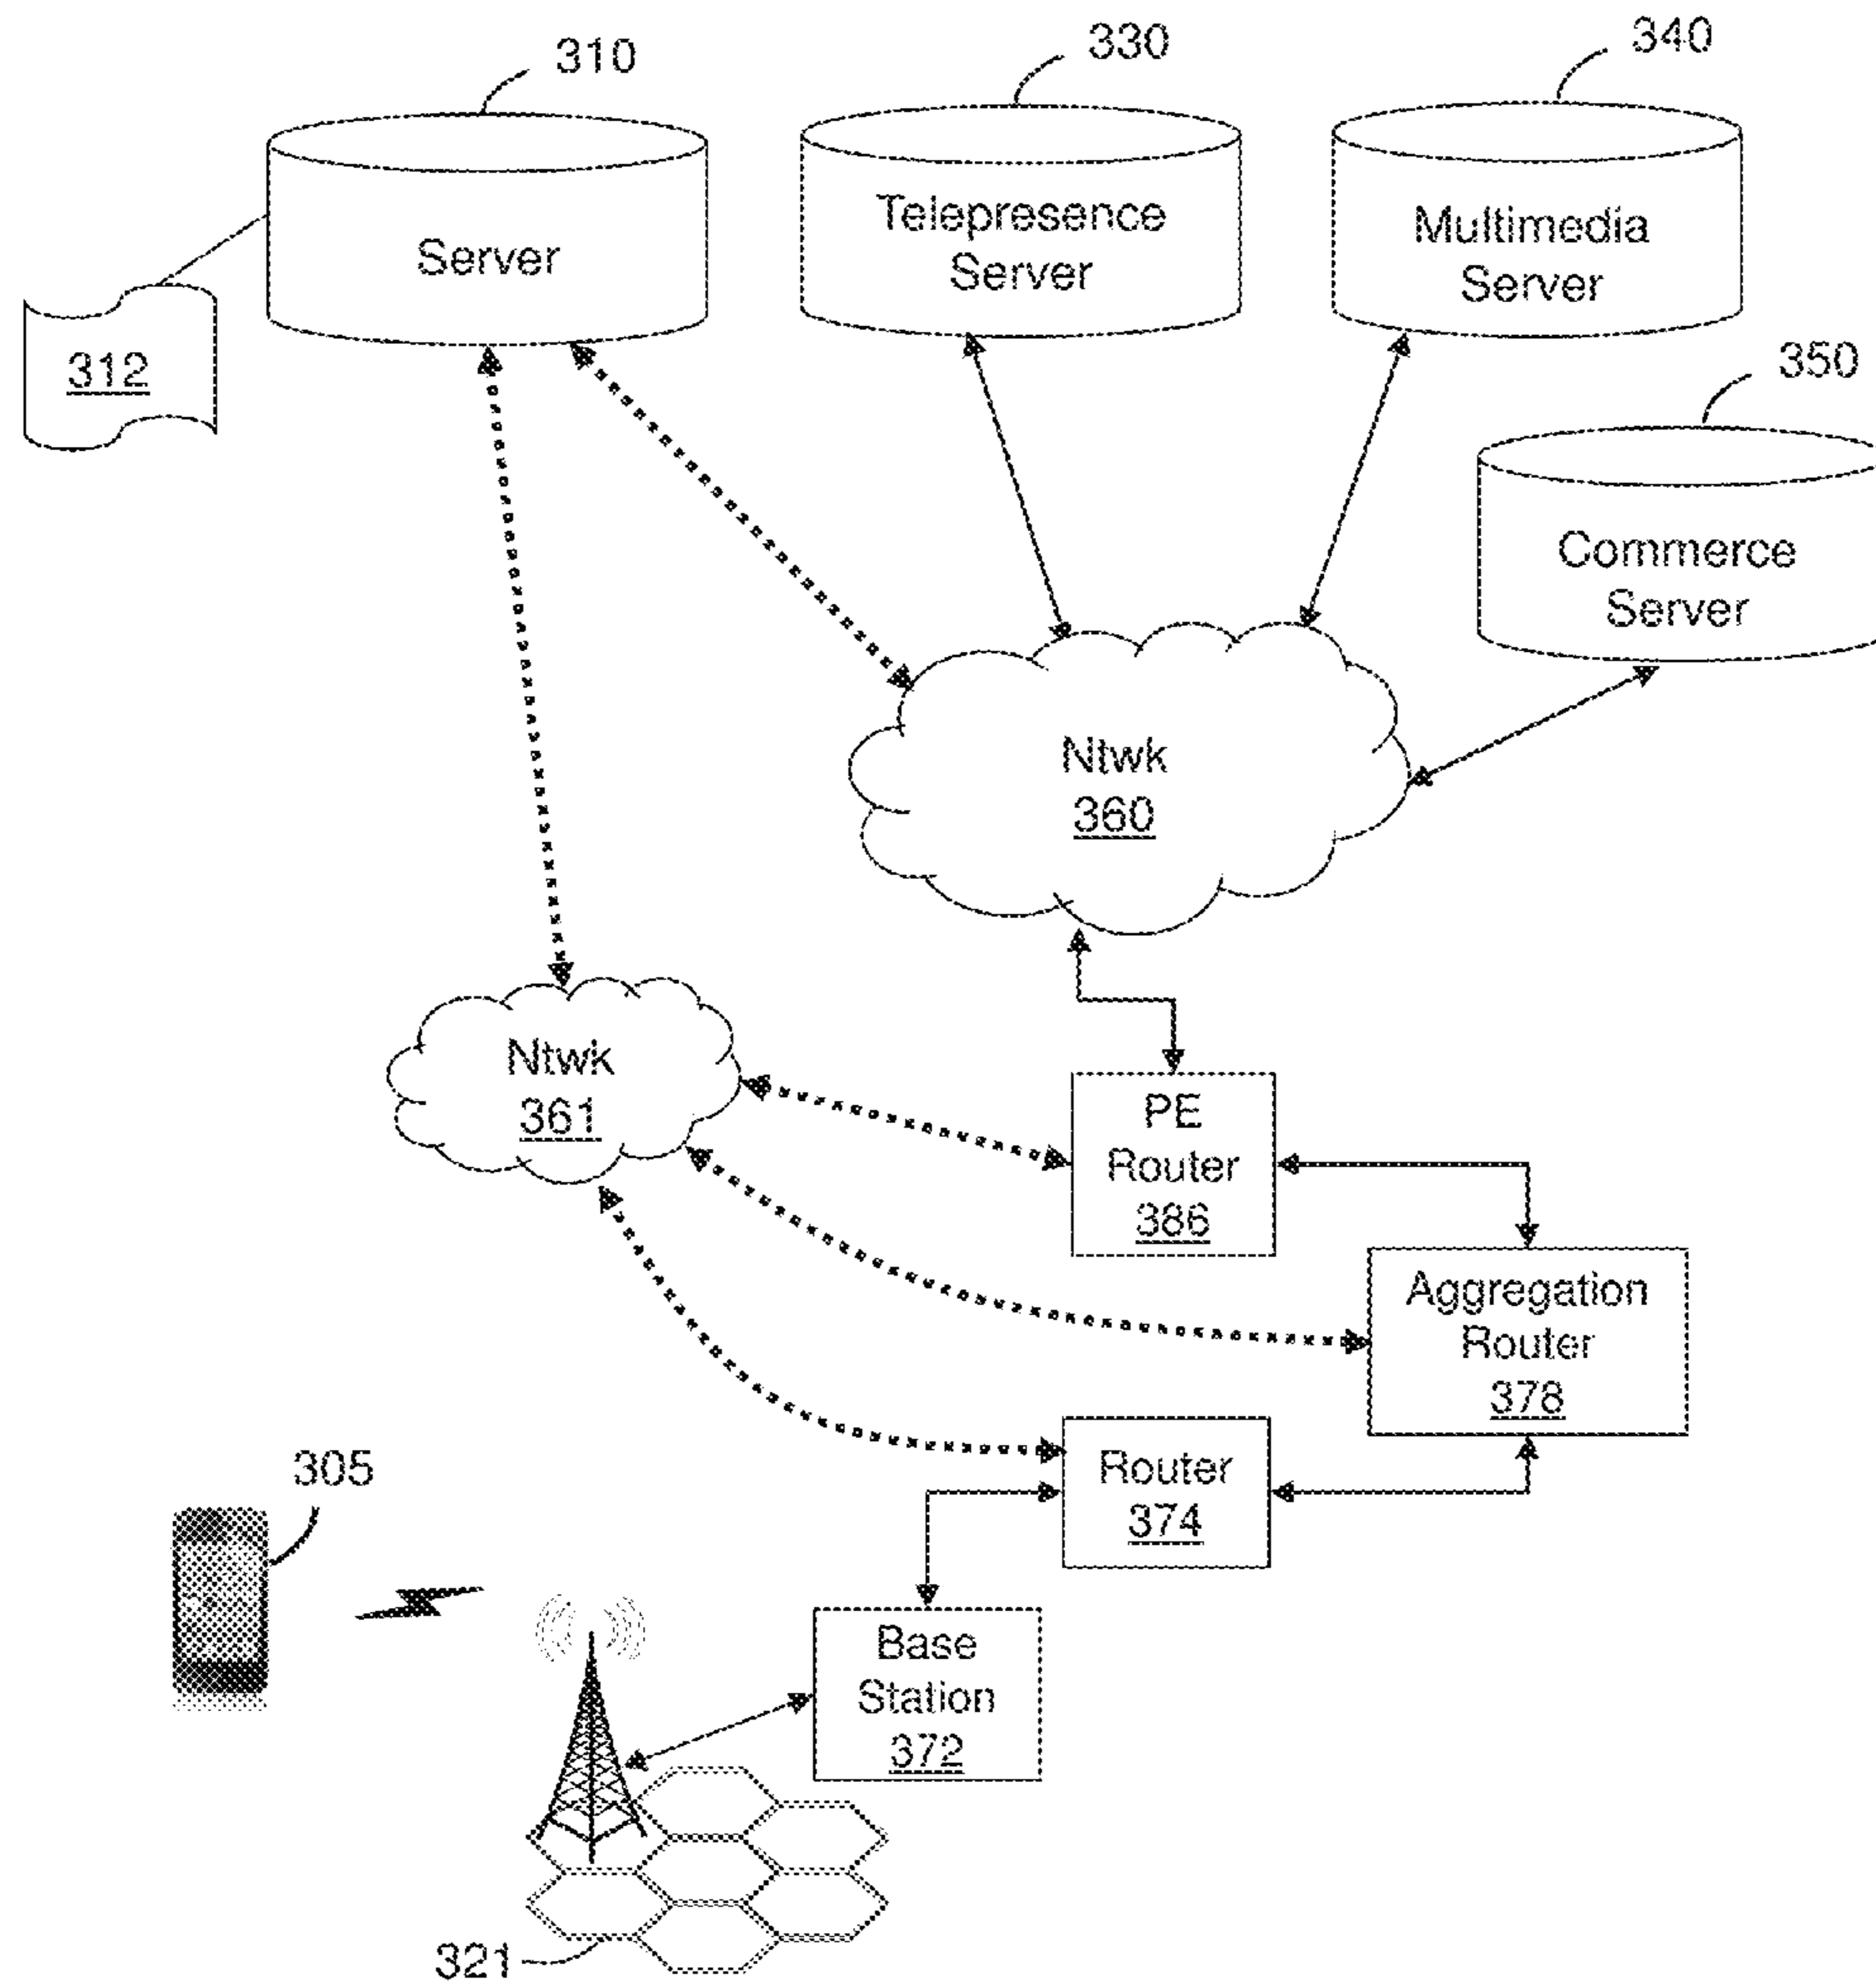 310
330
340
Server
Telepresence
Server
Multimedia
Server
312
350
Commerce
Server
Ntwk
360
Ntwk
361
PE
Router
386
Aggregation
Router
378
Router
374
305
Base
Station
372
321